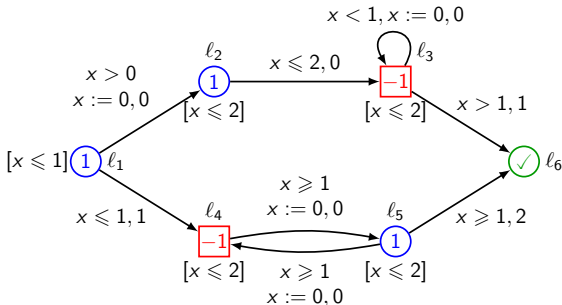 x < 1, x := 0, 0
ℓ2
ℓ3
x > 0
x := 0, 0
1
x ⩽ 2, 0
−1
[x ⩽ 2]
[x ⩽ 2]
x > 1, 1
[x ⩽ 1]
1
ℓ1
✓
ℓ6
x ⩽ 1, 1
ℓ4
x ⩾ 1
x := 0, 0
ℓ5
x ⩾ 1, 2
−1
1
[x ⩽ 2]
x ⩾ 1
x := 0, 0
[x ⩽ 2]